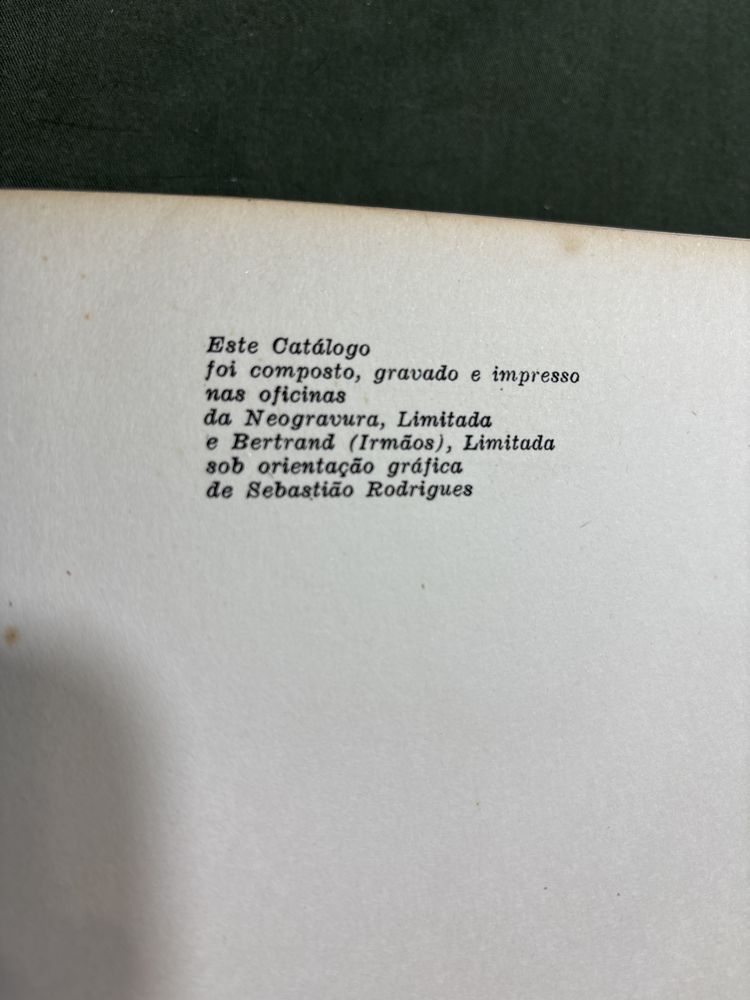 Este Catálogo
foi composto, gravado e impresso
nas oficinas
da Neogravura, Limitada
e Bertrand (Irmãos), Limitada
sob orientação gráfica
de Sebastião Rodrigues